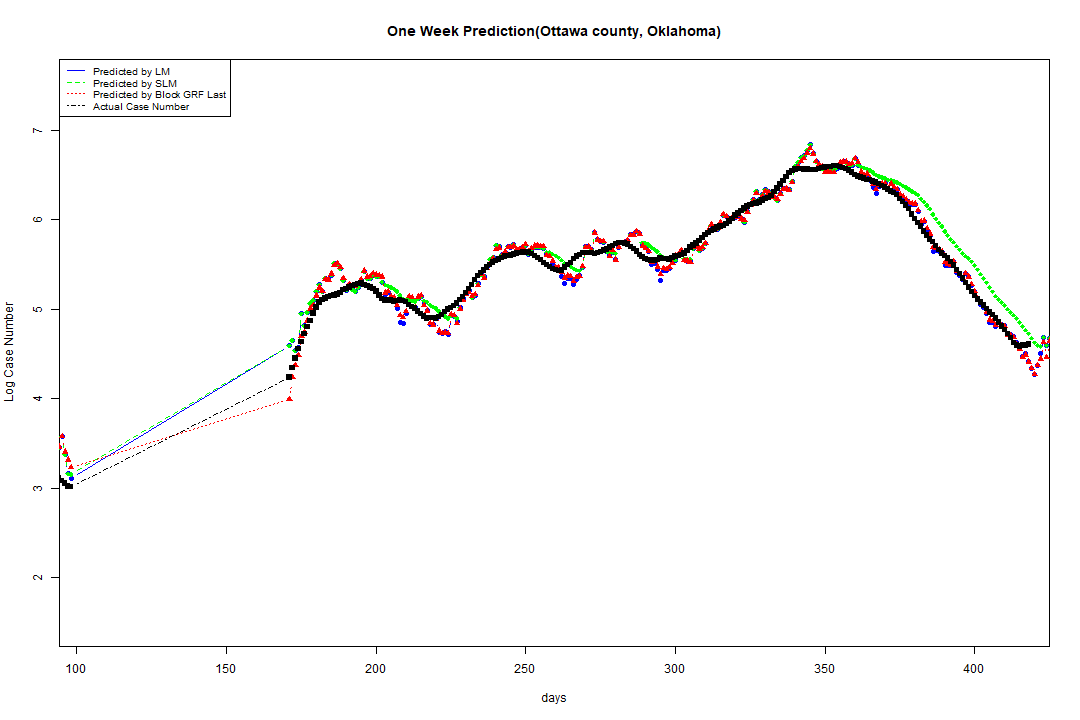 One Week Prediction(Ottawa county, Oklahoma)
Predicted by LM
Predicted by SLM
Predicted by Block GRF Last
Actual Case Number
7
6
5
4
3
2
Log Case Number
100 150 200 250 300 350 400
days